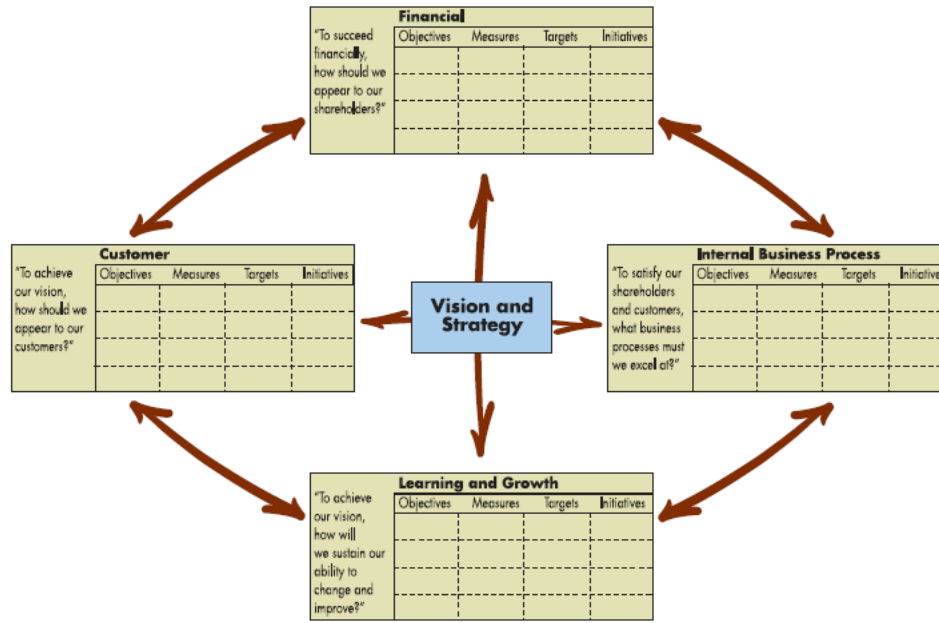 Financial
"To succeed
financially,
how should we
appear to our
shareholders?"
Objectives Measures Targets Initiatives
Customer
"To achieve
our vision,
how should we
appear to our
customers?"
Objectives Measures Targets Initiatives
Vision and
Strategy
Internal Business Process
"To satisfy our
shareholders
and customers,
what business
processes must
we excel at?"
Objectives Measures Targets Initiative
Learning and Growth
"To achieve
our vision,
how will
we sustain our
ability to
change and
improve?"
Objectives Measures Targets Initiatives